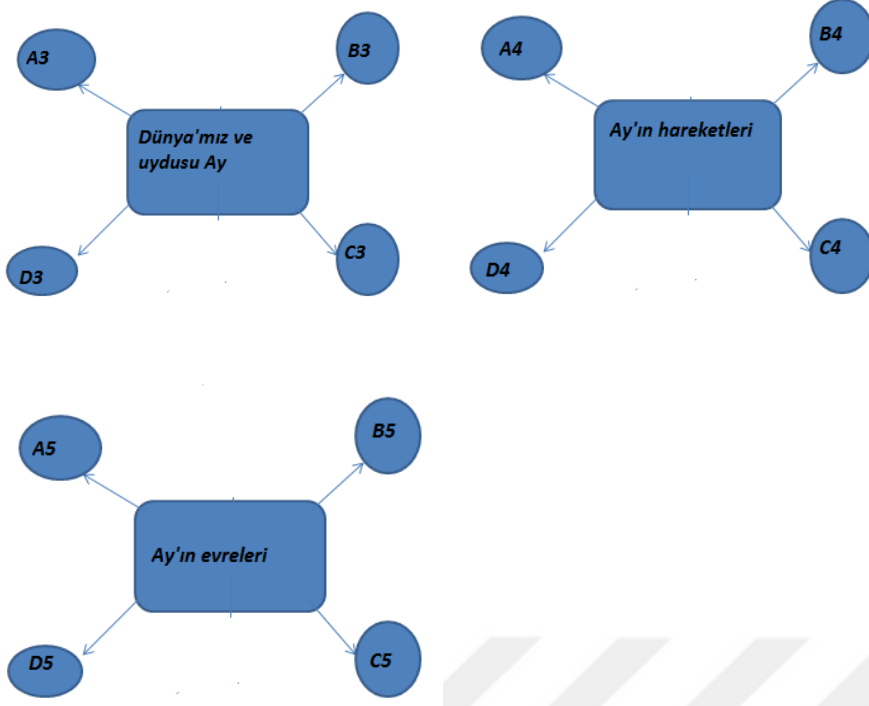 A3
B3
Dünya'mız ve
uydusu Ay
D3
C3
A4
B4
Ay'ın hareketleri
D4
C4
A5
B5
Ay'ın evreleri
D5
C5